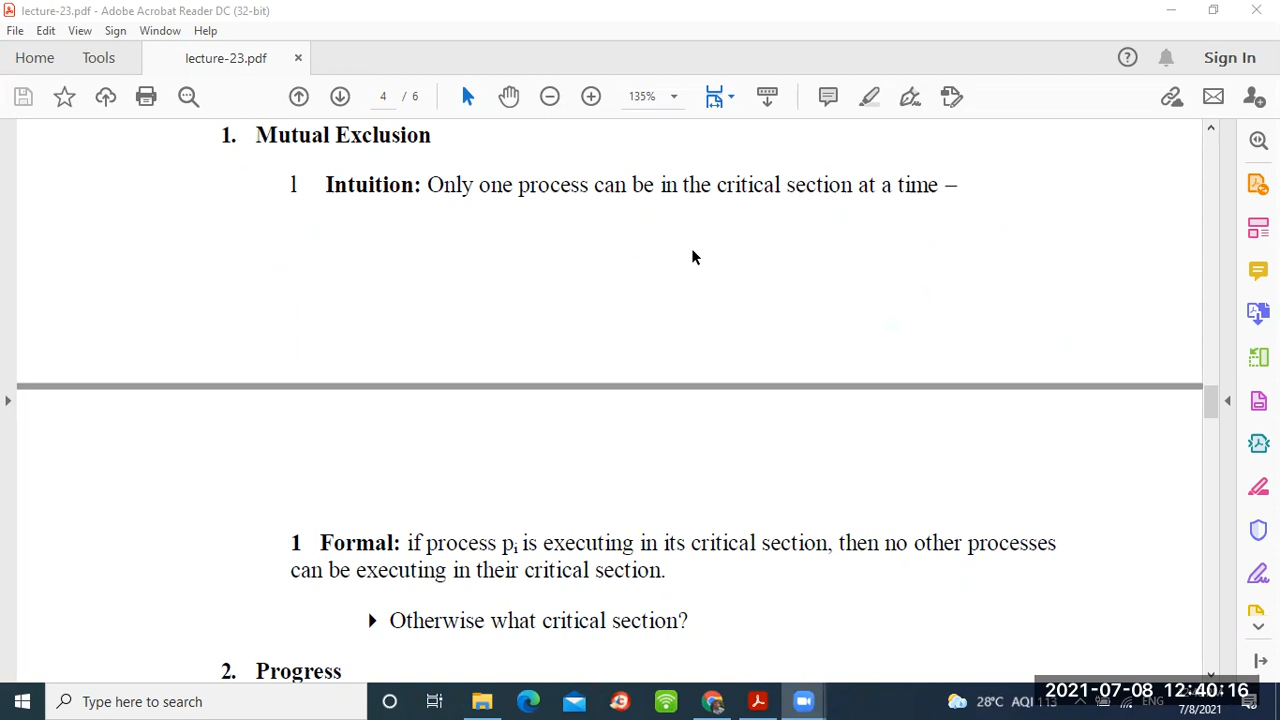 lecture-23.pdf - Adobe Acrobat Reader DC (32-bit)
File Edit View Sign Window Help
Home Tools lecture-23.pdf × Sign In
4 / 6 135%
1. Mutual Exclusion
l Intuition: Only one process can be in the critical section at a time –
1 Formal: if process pi is executing in its critical section, then no other processes
can be executing in their critical section.
Otherwise what critical section?
2. Progress
Type here to search 28°C AQI 113 ENG
2021-07-08 12:40:16
7/8/2021